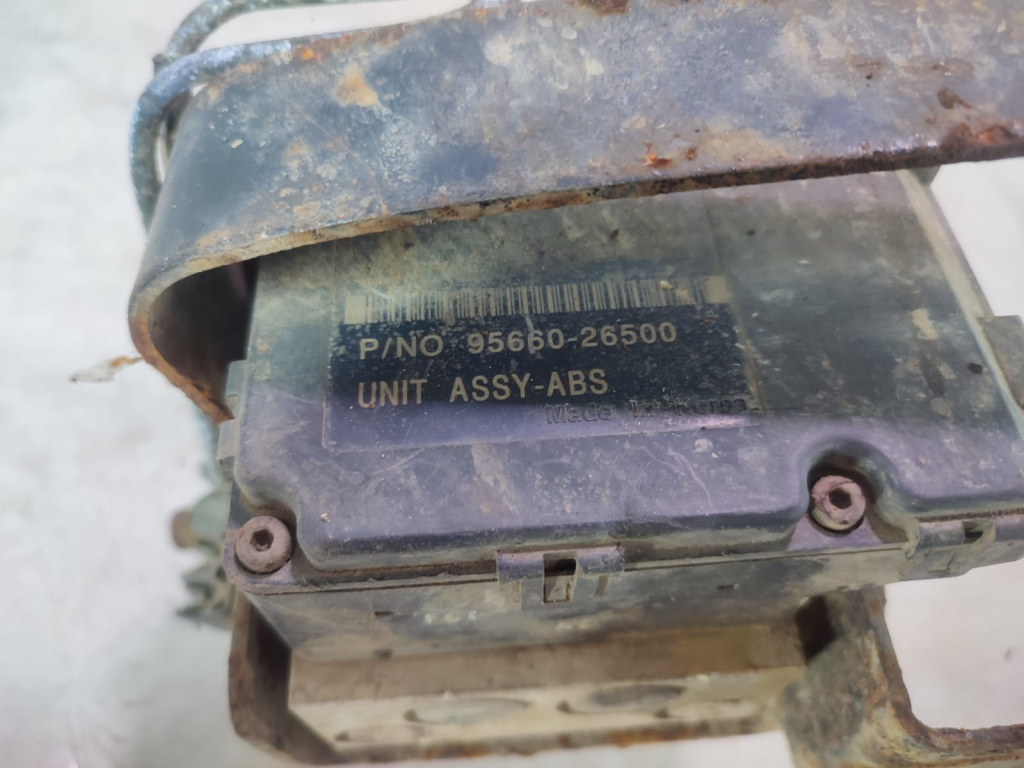 P/NO 95660-26500
UNIT ASSY-ABS
Made in Korea